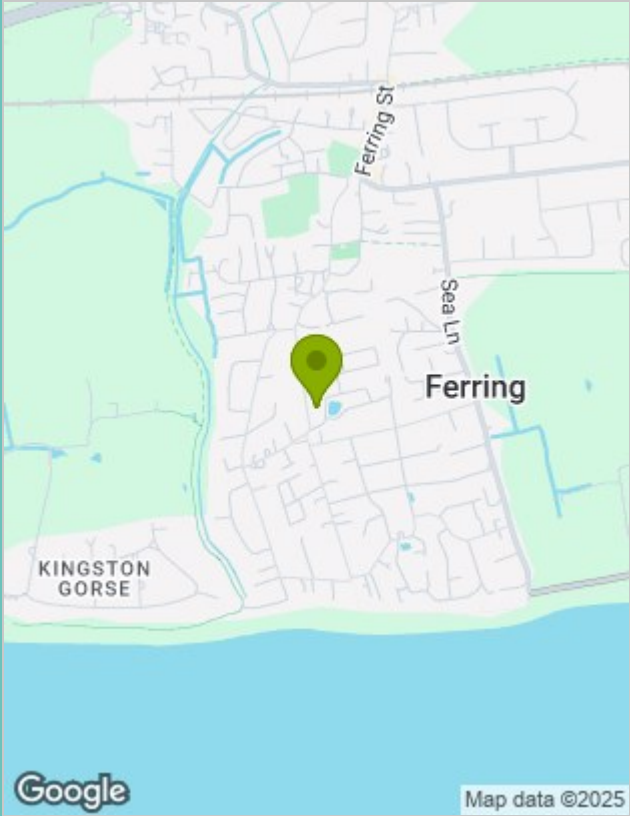 Ferring St
Sea Ln
Ferring
KINGSTON
GORSE
Google
Map data ©2025